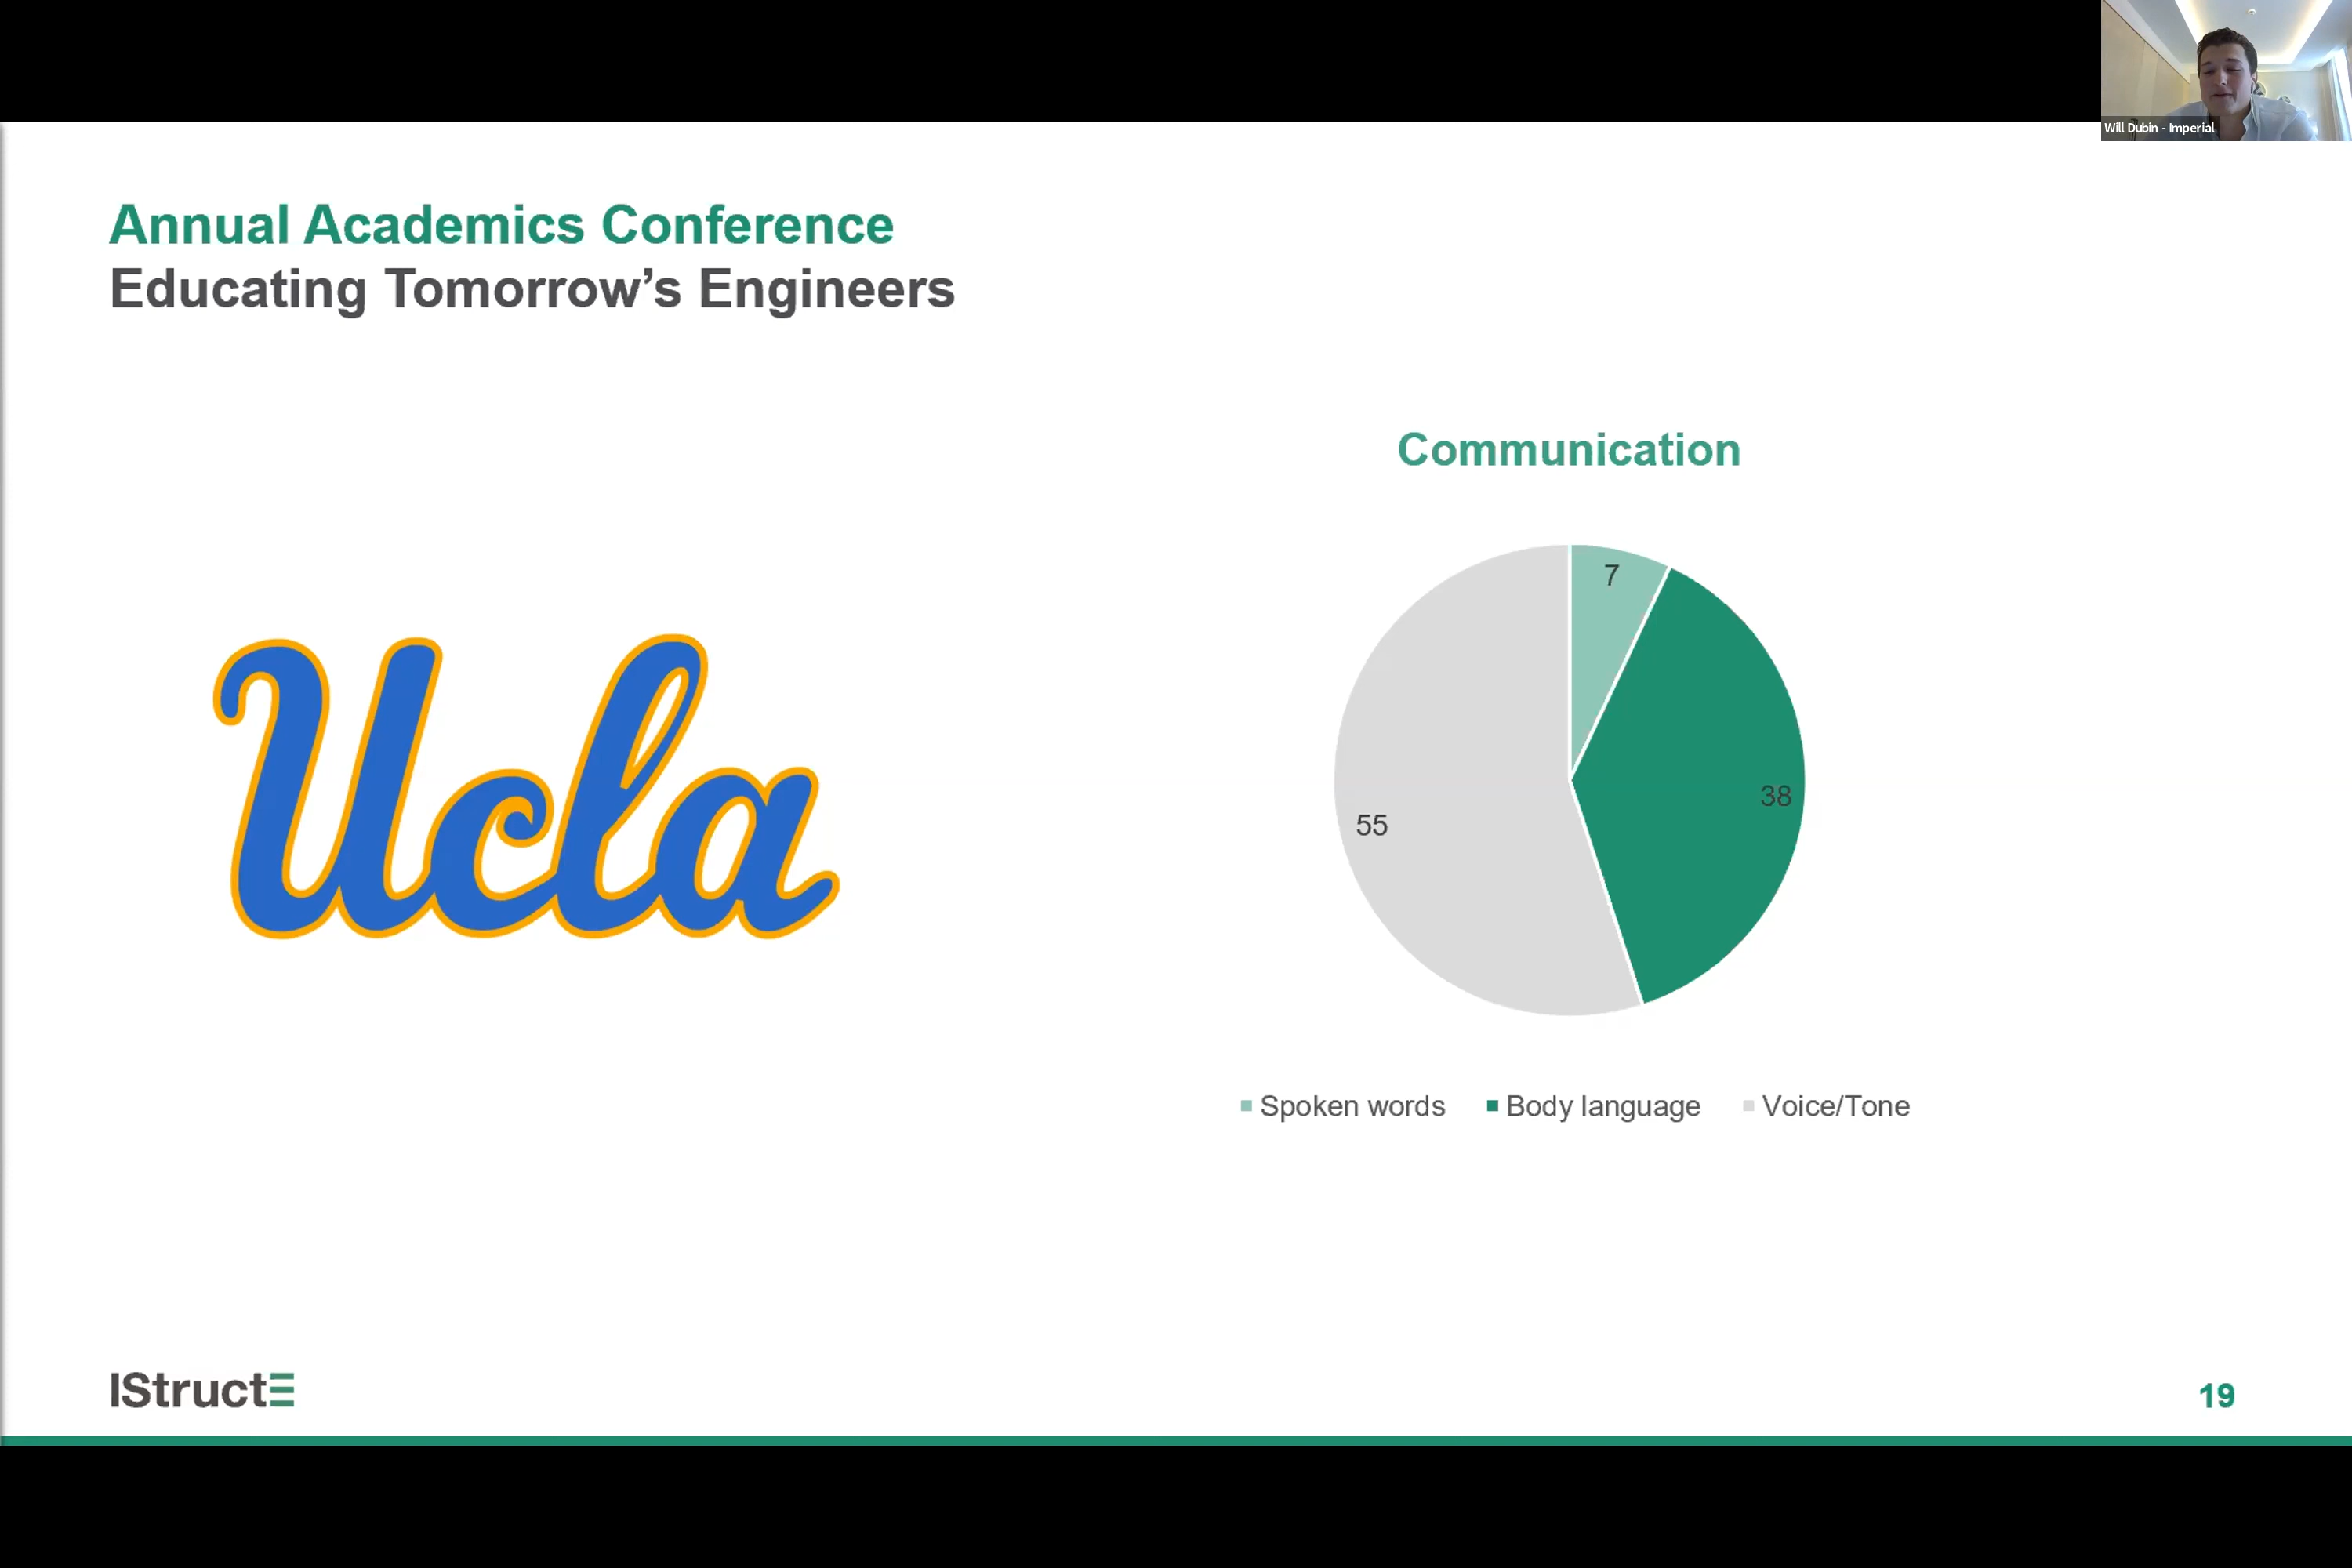 Will Dubin - Imperial
Annual Academics Conference
Educating Tomorrow's Engineers
Communication
7
38
55
Ucla
Spoken words Body language Voice/Tone
IStructE
19